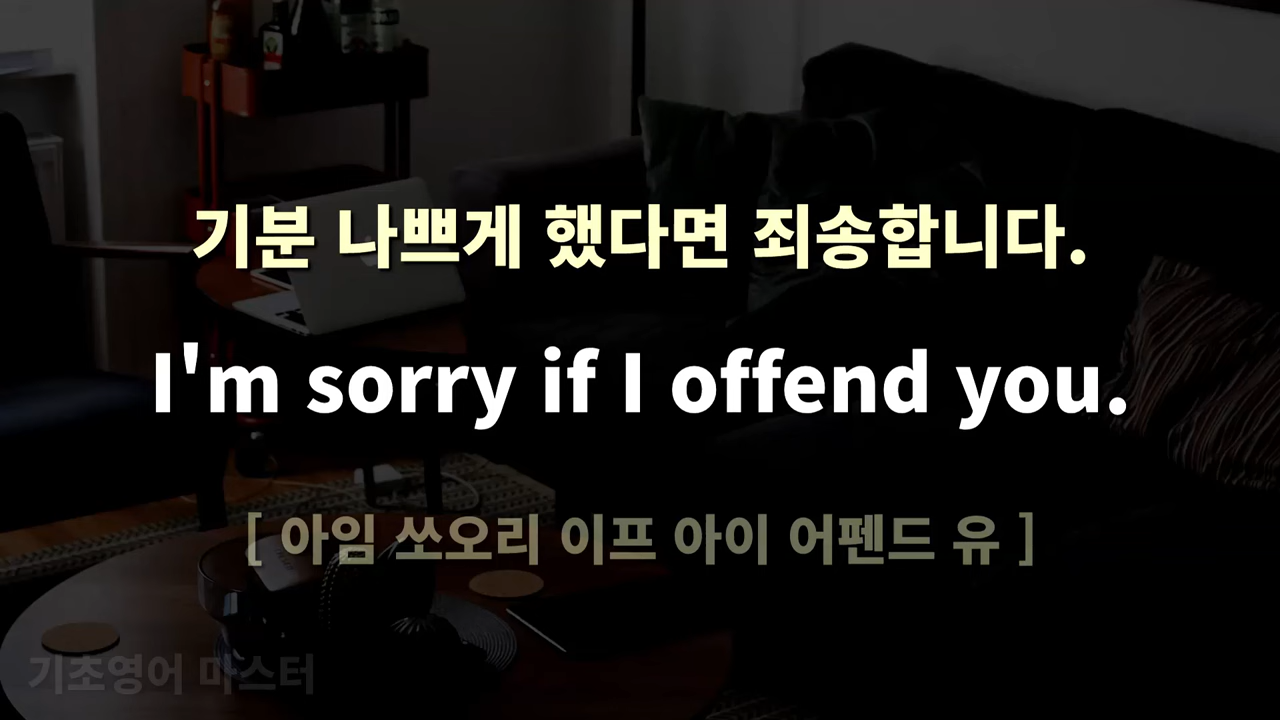 기분 나쁘게 했다면 죄송합니다.
I'm sorry if I offend you.
[ 아임 쏘오리 이프 아이 어펜드 유 ]
기초영어 마스터